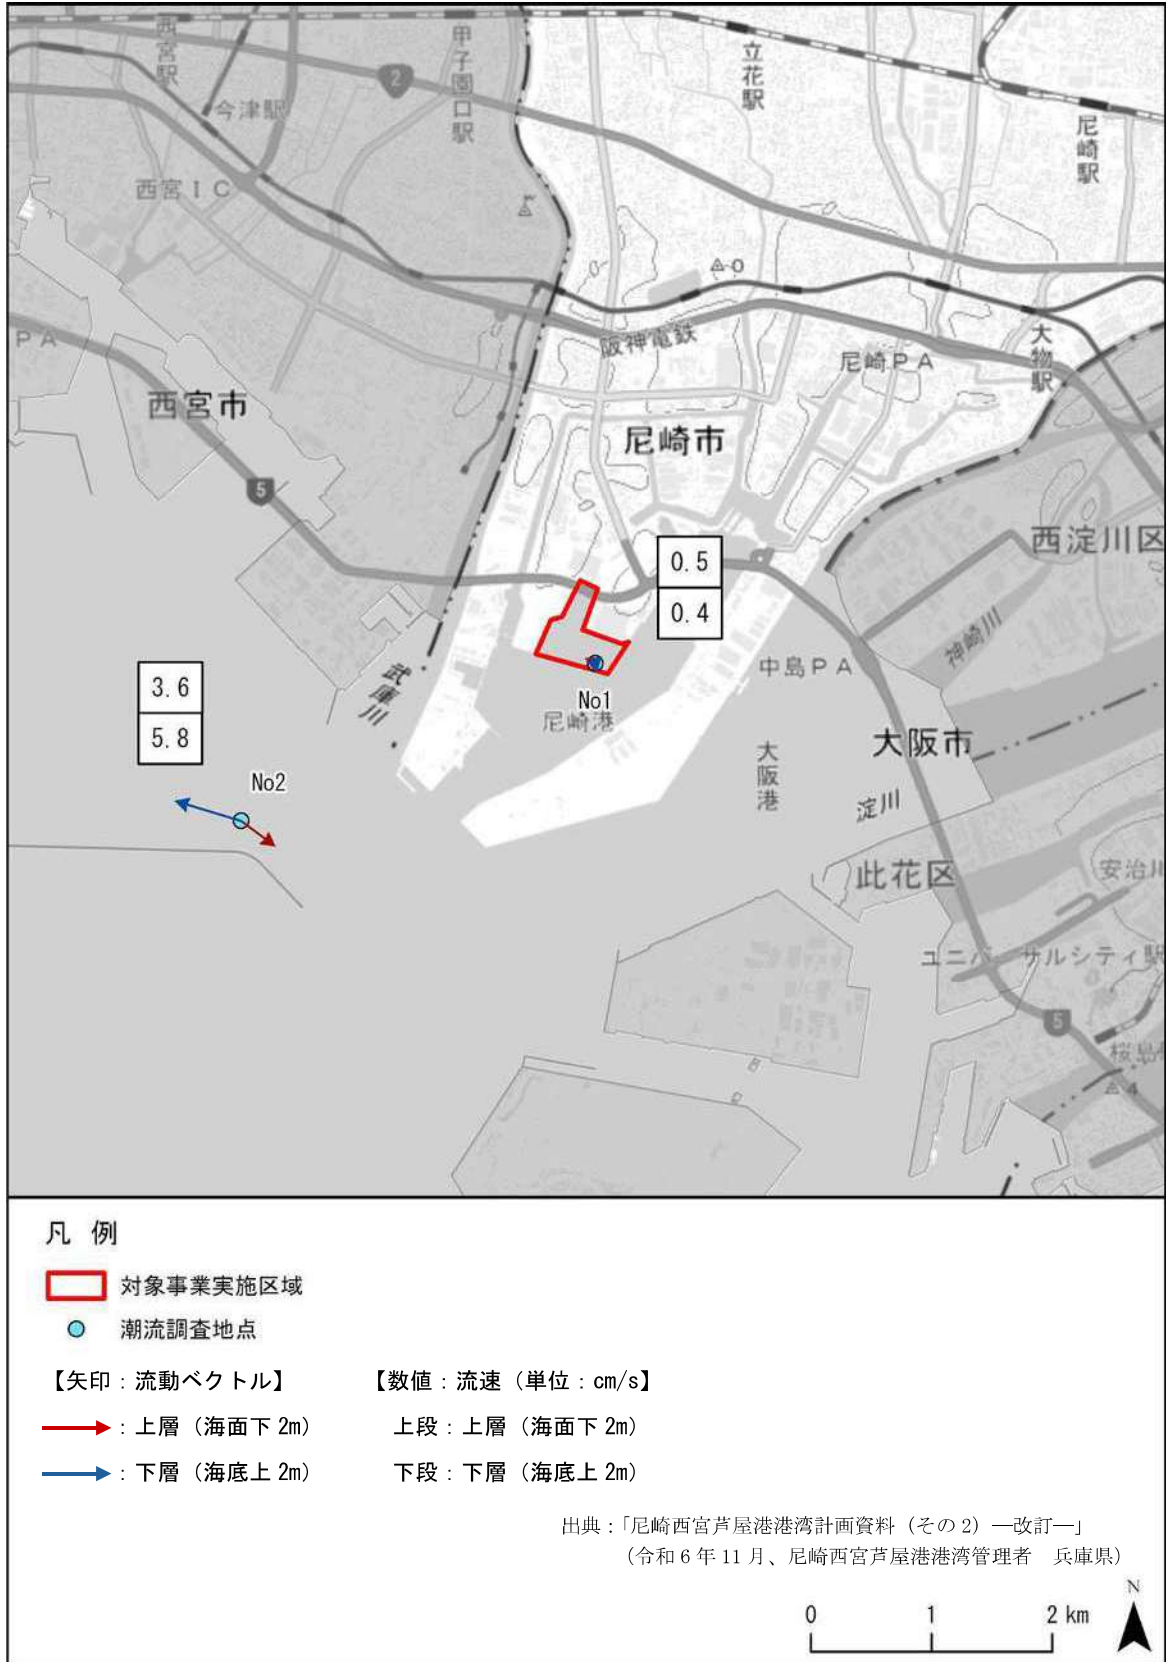 西宮駅
甲子園口駅
立花駅
尼崎駅
2
今津駅
西宮IC
0
阪神電鉄
尼崎PA
大物駅
PA
西宮市
尼崎市
5
西淀川区
0.5
0.4
神崎川
中島PA
武庫川
No1
尼崎港
3.6
5.8
大阪市
大阪港
No2
淀川
此花区
安治川
ユニバーサルシティ駅
5
桜島
4
凡 例
対象事業実施区域
潮流調査地点
【矢印：流動ベクトル】 【数値：流速（単位：cm/s】
：上層（海面下 2m） 上段：上層（海面下 2m）
：下層（海底上 2m） 下段：下層（海底上 2m）
出典：「尼崎西宮芦屋港港湾計画資料（その２）―改訂―」
（令和 6 年 11 月、尼崎西宮芦屋港港湾管理者　兵庫県）
N
0 1 2 km